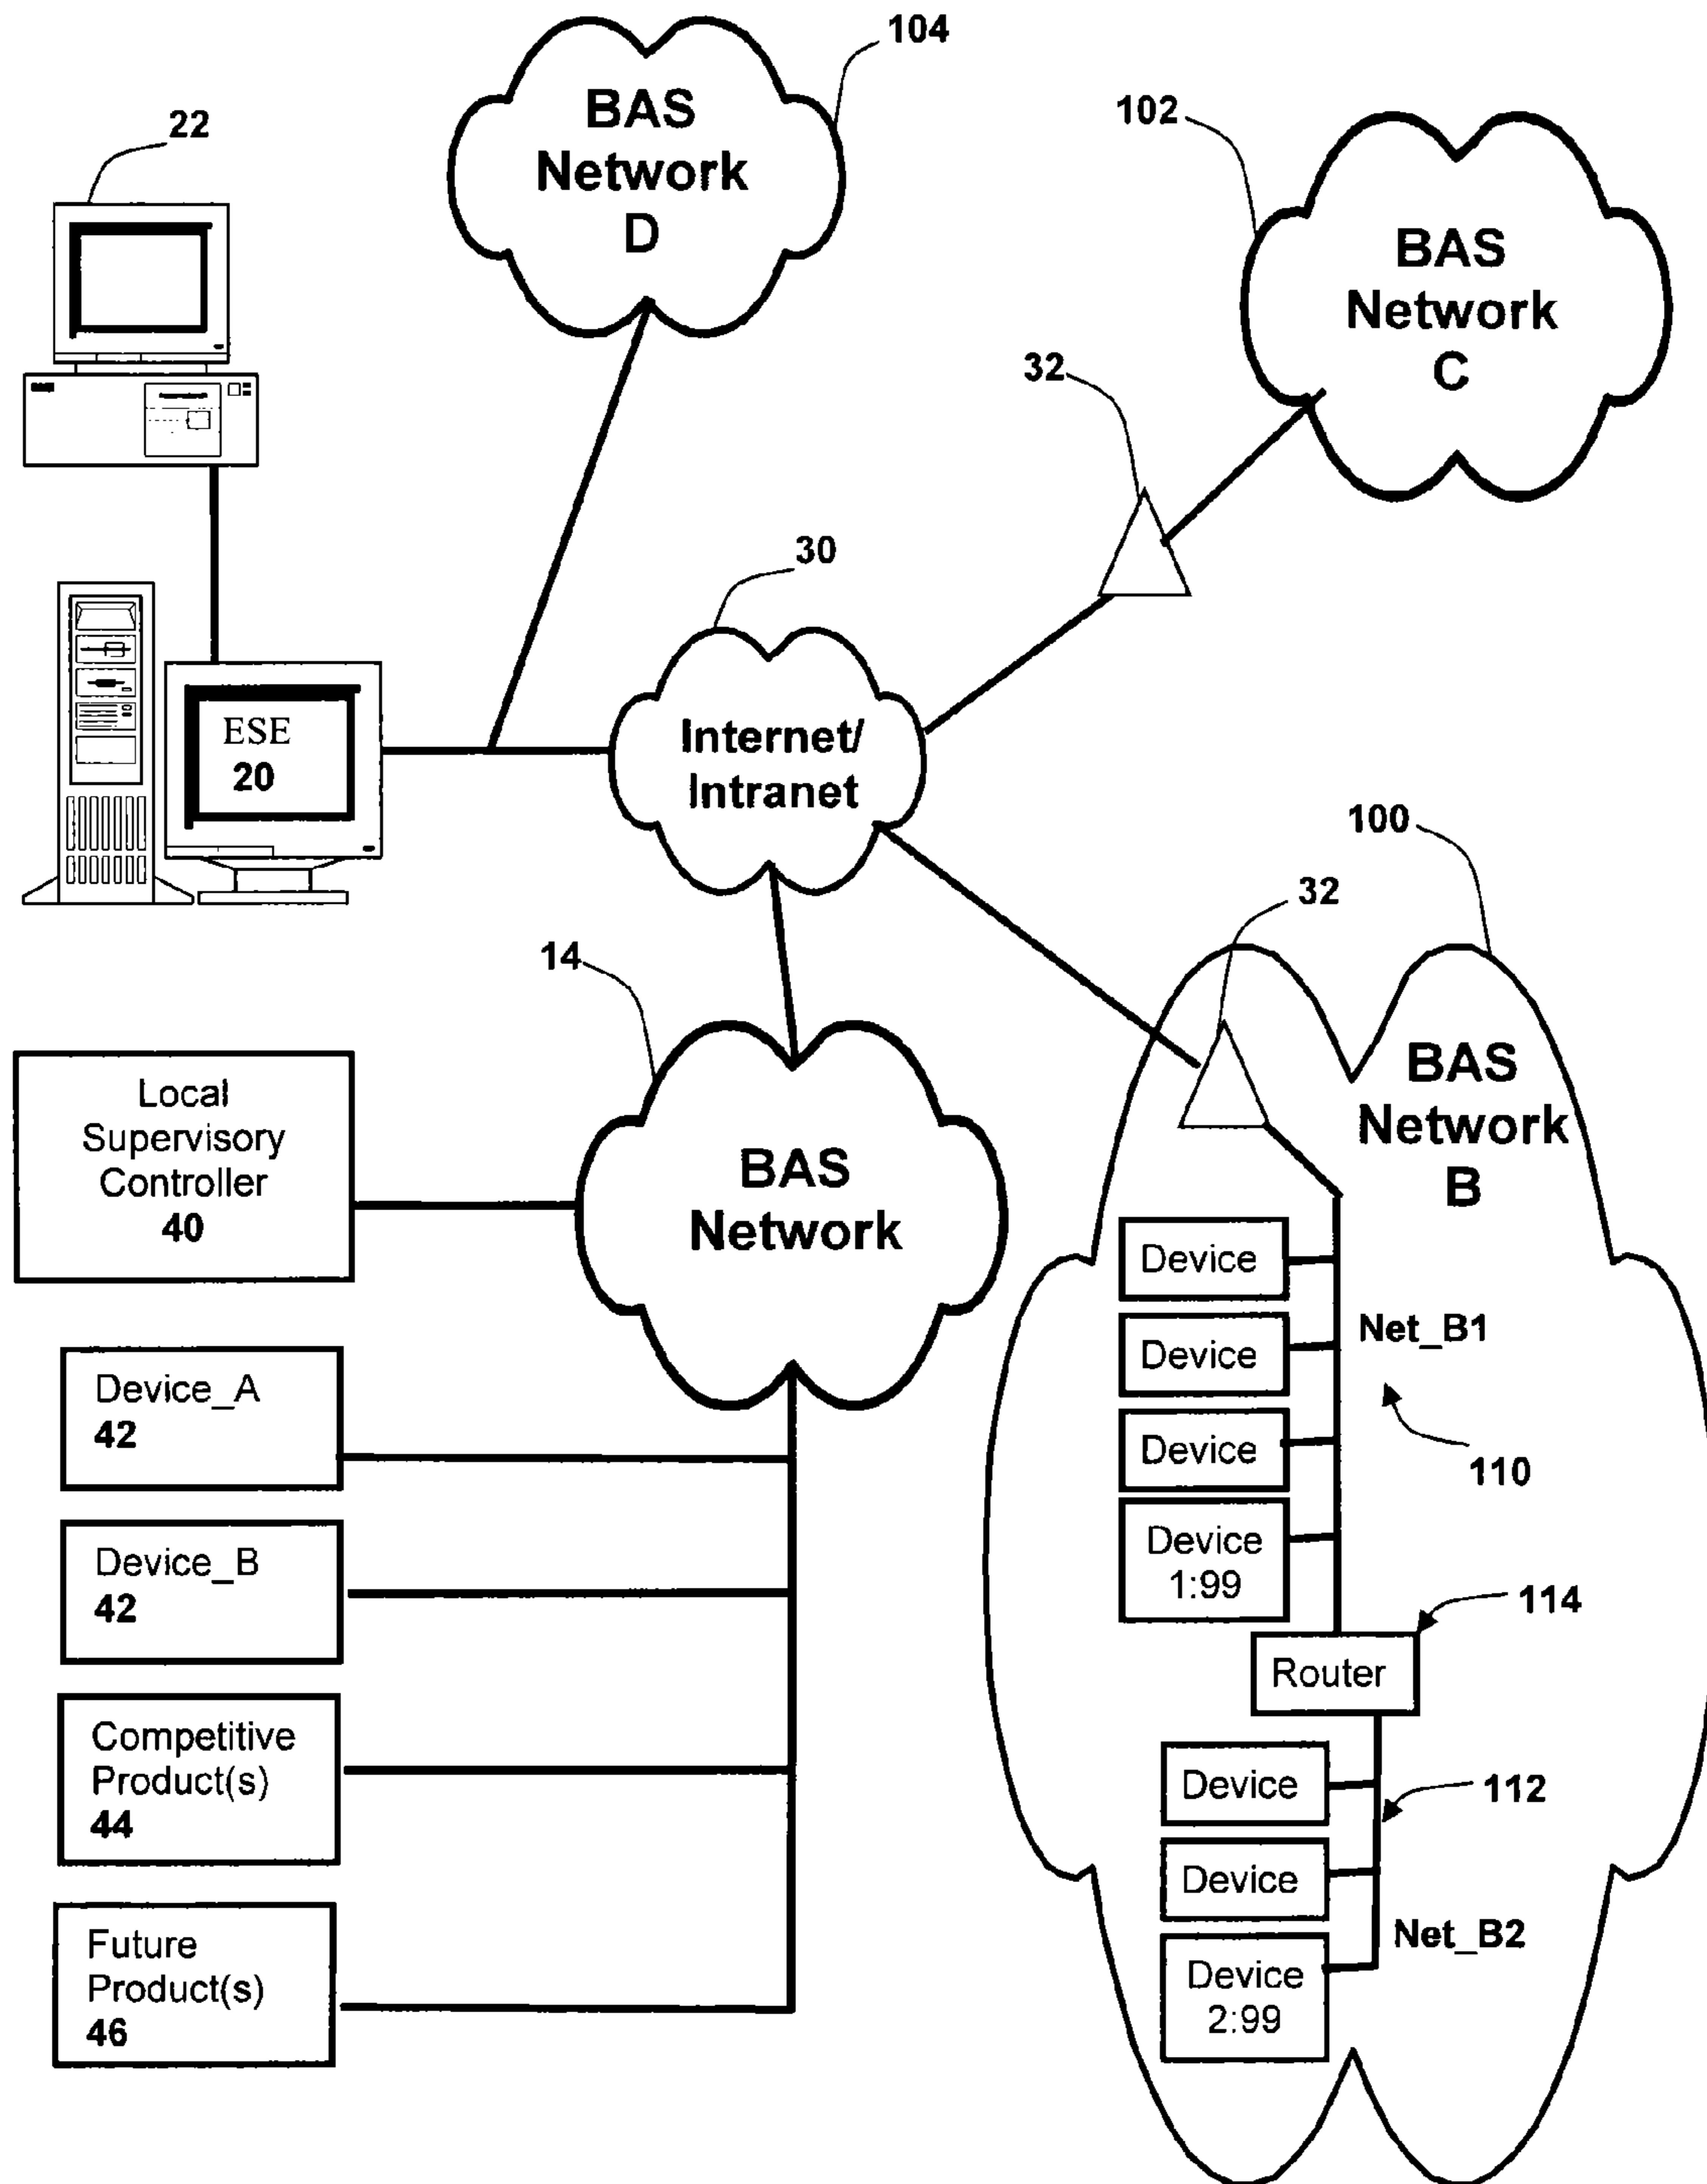 104
BAS
Network
D
22
102
BAS
Network
C
32
30
Internet/
Intranet
ESE
20
100
32
14
BAS
Network
B
Local
Supervisory
Controller
40
BAS
Network
Device
Net_B1
Device
Device_A
42
Device
110
Device
1:99
Device_B
42
114
Router
Competitive
Product(s)
44
Device
112
Device
Net_B2
Future
Product(s)
46
Device
2:99